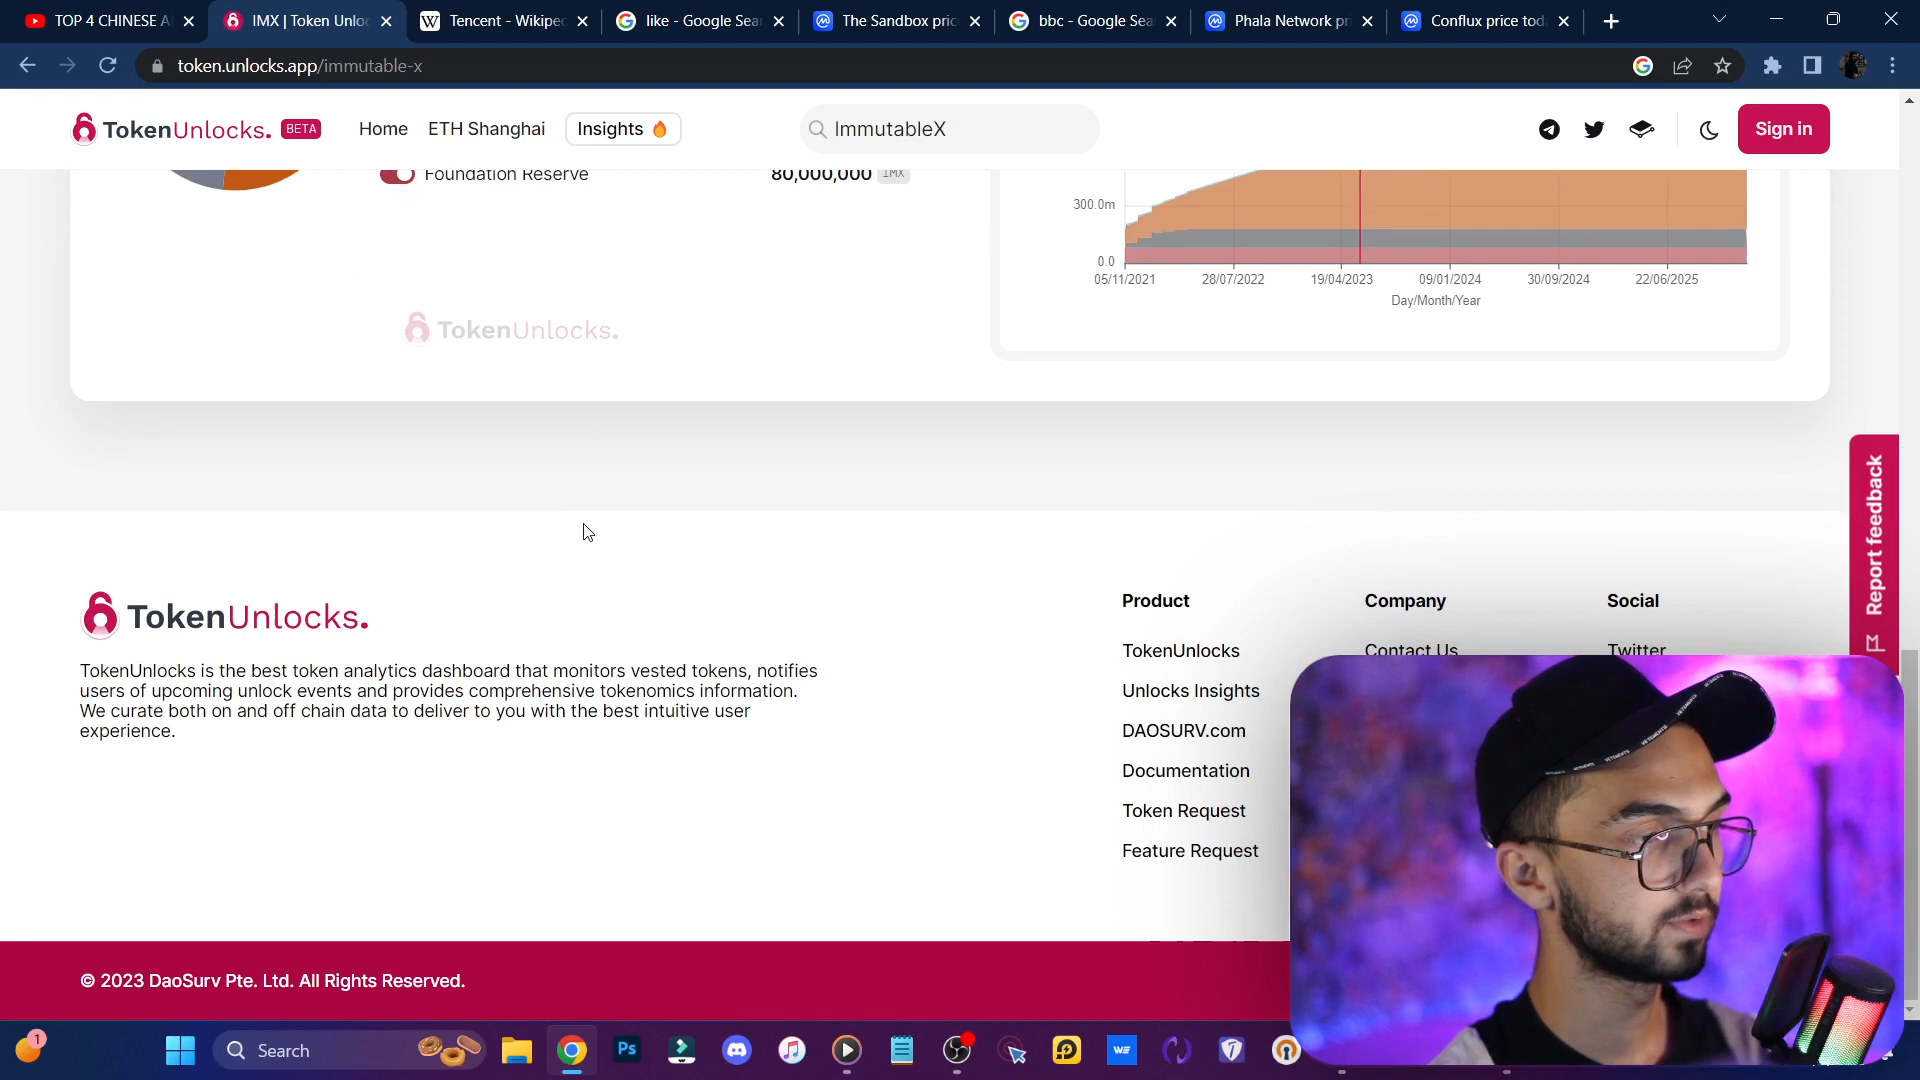 TOP 4 CHINESE A
IMX | Token Unlo
Tencent - Wikipe
like - Google Sea
The Sandbox pric
bbc - Google Sea
Phala Network pr
Conflux price tod
token.unlocks.app/immutable-x
TokenUnlocks. BETA
Home
ETH Shanghai
Insights
ImmutableX
Sign in
Foundation Reserve
80,000,000 IMX
300.0m
0.0
05/11/2021
28/07/2022
19/04/2023
09/01/2024
30/09/2024
22/06/2025
Day/Month/Year
TokenUnlocks.
Report feedback
TokenUnlocks.
TokenUnlocks is the best token analytics dashboard that monitors vested tokens, notifies
users of upcoming unlock events and provides comprehensive tokenomics information.
We curate both on and off chain data to deliver to you with the best intuitive user
experience.
Product
TokenUnlocks
Unlocks Insights
DAOSURV.com
Documentation
Token Request
Feature Request
Company
Contact Us
Social
Twitter
VETEMENTS
© 2023 DaoSurv Pte. Ltd. All Rights Reserved.
1
Search
Ps
WE